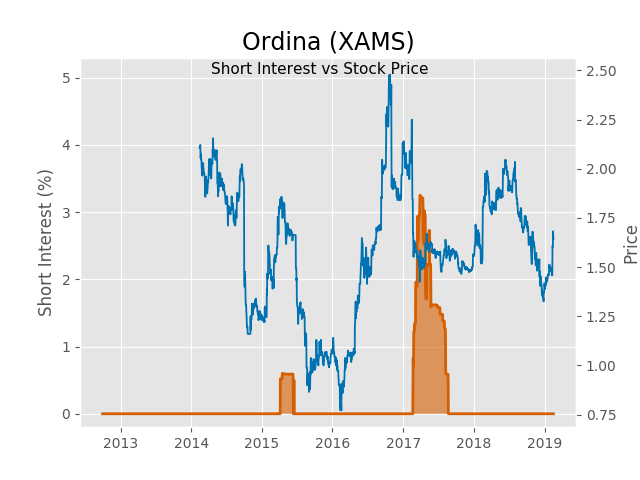 Ordina (XAMS)
Short Interest vs Stock Price
Short Interest (%)
5
4
3
2
1
0
2.50
2.25
2.00
1.75
1.50
1.25
1.00
0.75
Price
2013 2014 2015 2016 2017 2018 2019